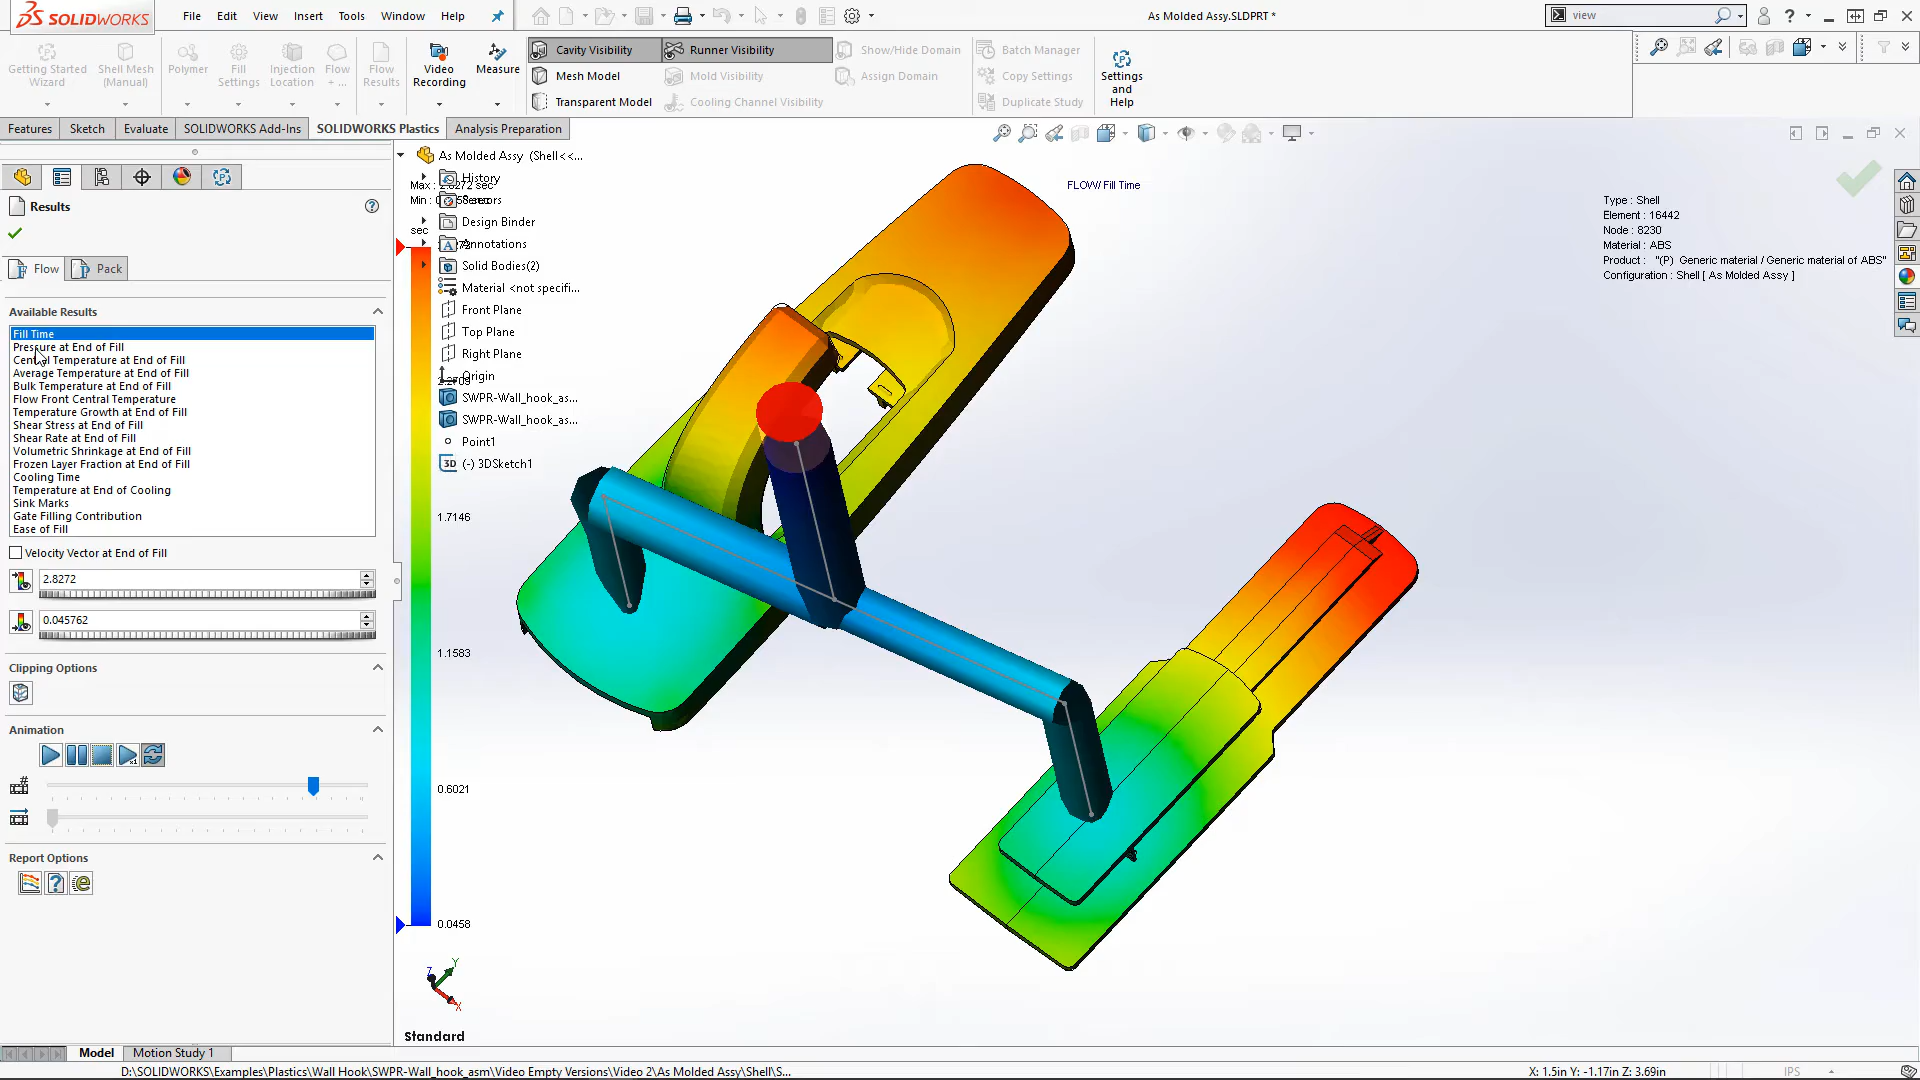 SOLIDWORKS
File
Edit
View
Insert
Tools
Window
Help
As Molded Assy.SLDPRT *
view
Getting Started Wizard
Shell Mesh (Manual)
Polymer
Fill Settings
Injection Location
Flow + ...
Flow Results
Video Recording
Measure
Cavity Visibility
Runner Visibility
Mesh Model
Mold Visibility
Transparent Model
Cooling Channel Visibility
Show/Hide Domain
Assign Domain
Batch Manager
Copy Settings
Duplicate Study
Settings and Help
Features
Sketch
Evaluate
SOLIDWORKS Add-Ins
SOLIDWORKS Plastics
Analysis Preparation
Results
Flow
Pack
Available Results
Fill Time
Pressure at End of Fill
Central Temperature at End of Fill
Average Temperature at End of Fill
Bulk Temperature at End of Fill
Flow Front Central Temperature
Temperature Growth at End of Fill
Shear Stress at End of Fill
Shear Rate at End of Fill
Volumetric Shrinkage at End of Fill
Frozen Layer Fraction at End of Fill
Cooling Time
Temperature at End of Cooling
Sink Marks
Gate Filling Contribution
Ease of Fill
Velocity Vector at End of Fill
2.8272
0.045762
Clipping Options
Animation
Report Options
As Molded Assy (Shell<<...
History
Sensors
Design Binder
Annotations
Solid Bodies(2)
Material <not specifi...
Front Plane
Top Plane
Right Plane
Origin
SWPR-Wall_hook_as...
SWPR-Wall_hook_as...
Point1
3D (-) 3DSketch1
sec
1.7146
1.1583
0.6021
0.0458
FLOW/ Fill Time
Type : Shell
Element : 16442
Node : 8230
Material : ABS
Product : "(P) Generic material / Generic material of ABS"
Configuration : Shell [ As Molded Assy ]
Z
Y
X
Standard
Model
Motion Study 1
D:\SOLIDWORKS\Examples\Plastics\Wall Hook\SWPR-Wall_hook_asm\Video Empty Versions\Video 2\As Molded Assy\Shell\S...
X: 1.5in Y: -1.17in Z: 3.69in
IPS